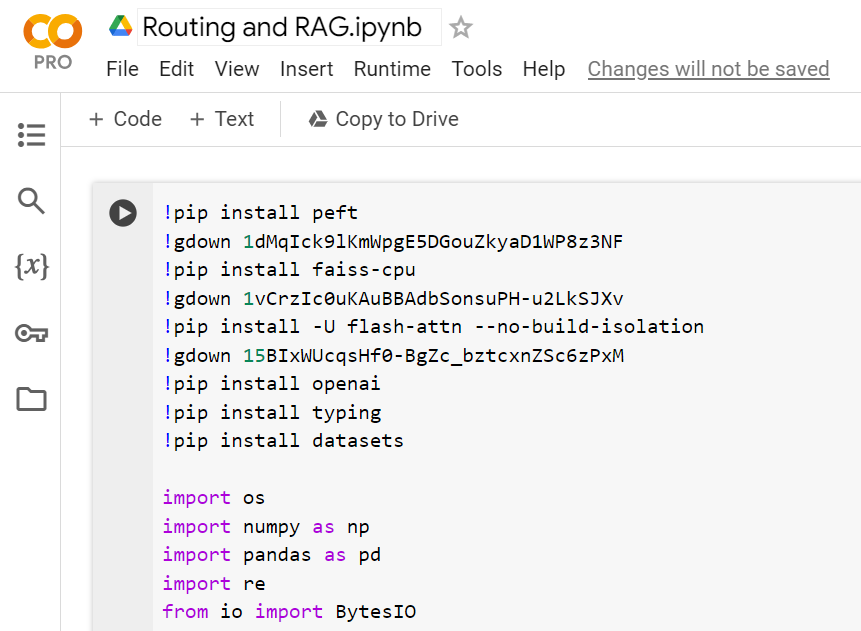 Routing and RAG.ipynb
PRO
File Edit View Insert Runtime Tools Help Changes will not be saved
+ Code + Text Copy to Drive
{x}
!pip install peft
!gdown 1dMqIck9lKmWpgE5DGouZkyaD1WP8z3NF
!pip install faiss-cpu
!gdown 1vCrzIc0uKAuBBAdbSonsuPH-u2LkSJXv
!pip install -U flash-attn --no-build-isolation
!gdown 15BIxWUcqsHf0-BgZc_bztcxnZSc6zPxM
!pip install openai
!pip install typing
!pip install datasets
import os
import numpy as np
import pandas as pd
import re
from io import BytesIO